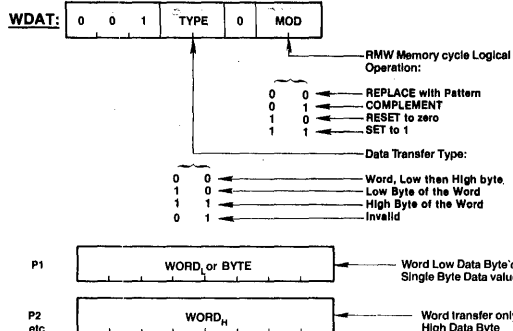 WDAT: 0 0 1 TYPE 0 MOD
RMW Memory cycle Logical
Operation:
0 0 REPLACE with Pattern
0 1 COMPLEMENT
1 0 RESET to zero
1 1 SET to 1
Data Transfer Type:
0 0 Word, Low then High byte
1 0 Low Byte of the Word
1 1 High Byte of the Word
0 1 Invalid
P1 WORDL or BYTE Word Low Data Byte
Single Byte Data valu
P2 WORDH Word transfer only
etc High Data Byte